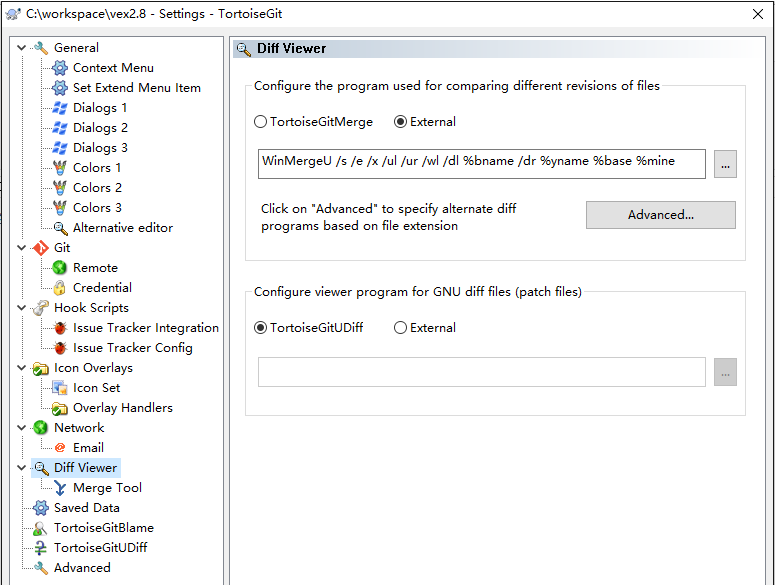 C:\workspace\vex2.8 - Settings - TortoiseGit
General
Context Menu
Set Extend Menu Item
Dialogs 1
Dialogs 2
Dialogs 3
Colors 1
Colors 2
Colors 3
Alternative editor
Git
Remote
Credential
Hook Scripts
Issue Tracker Integration
Issue Tracker Config
Icon Overlays
Icon Set
Overlay Handlers
Network
Email
Diff Viewer
Merge Tool
Saved Data
TortoiseGitBlame
TortoiseGitUDiff
Advanced
Diff Viewer
Configure the program used for comparing different revisions of files
TortoiseGitMerge External
WinMergeU /s /e /x /ul /ur /wl /dl %bname /dr %yname %base %mine ...
Click on "Advanced" to specify alternate diff
programs based on file extension
Advanced...
Configure viewer program for GNU diff files (patch files)
TortoiseGitUDiff External
...